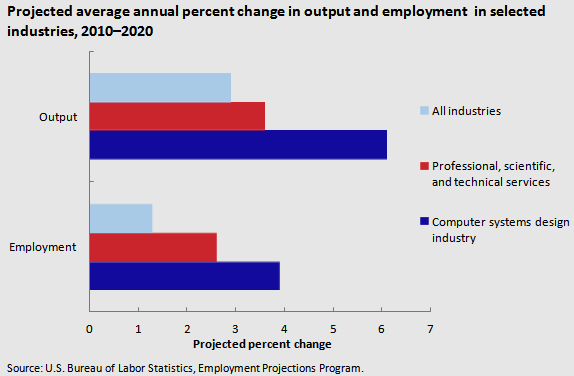 Projected average annual percent change in output and employment in selected
industries, 2010–2020
Output
Employment
All industries
Professional, scientific,
and technical services
Computer systems design
industry
0 1 2 3 4 5 6 7
Projected percent change
Source: U.S. Bureau of Labor Statistics, Employment Projections Program.